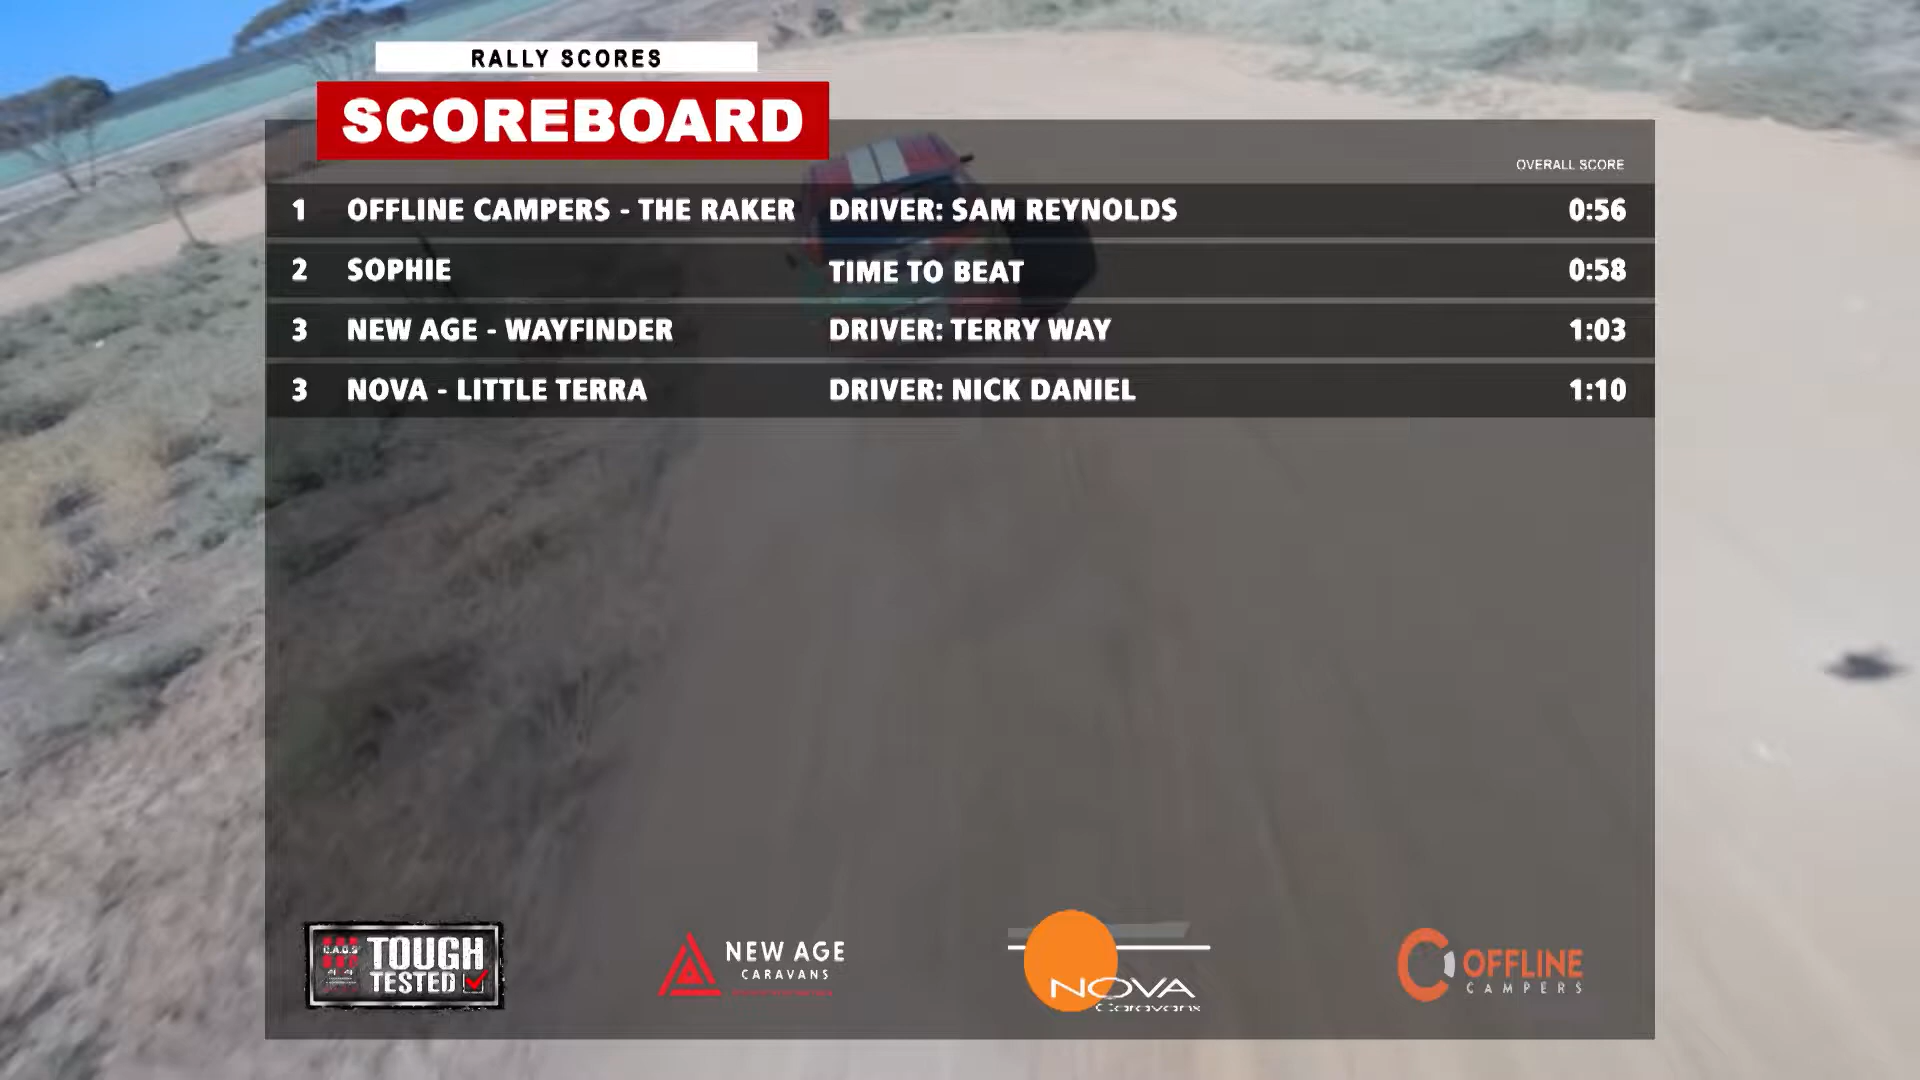 RALLY SCORES
SCOREBOARD
OVERALL SCORE
1 OFFLINE CAMPERS - THE RAKER DRIVER: SAM REYNOLDS 0:56
2 SOPHIE TIME TO BEAT 0:58
3 NEW AGE - WAYFINDER DRIVER: TERRY WAY 1:03
3 NOVA - LITTLE TERRA DRIVER: NICK DANIEL 1:10
TOUGH
TESTED
NEW AGE
CARAVANS
NOVA
Caravans
OFFLINE
CAMPERS